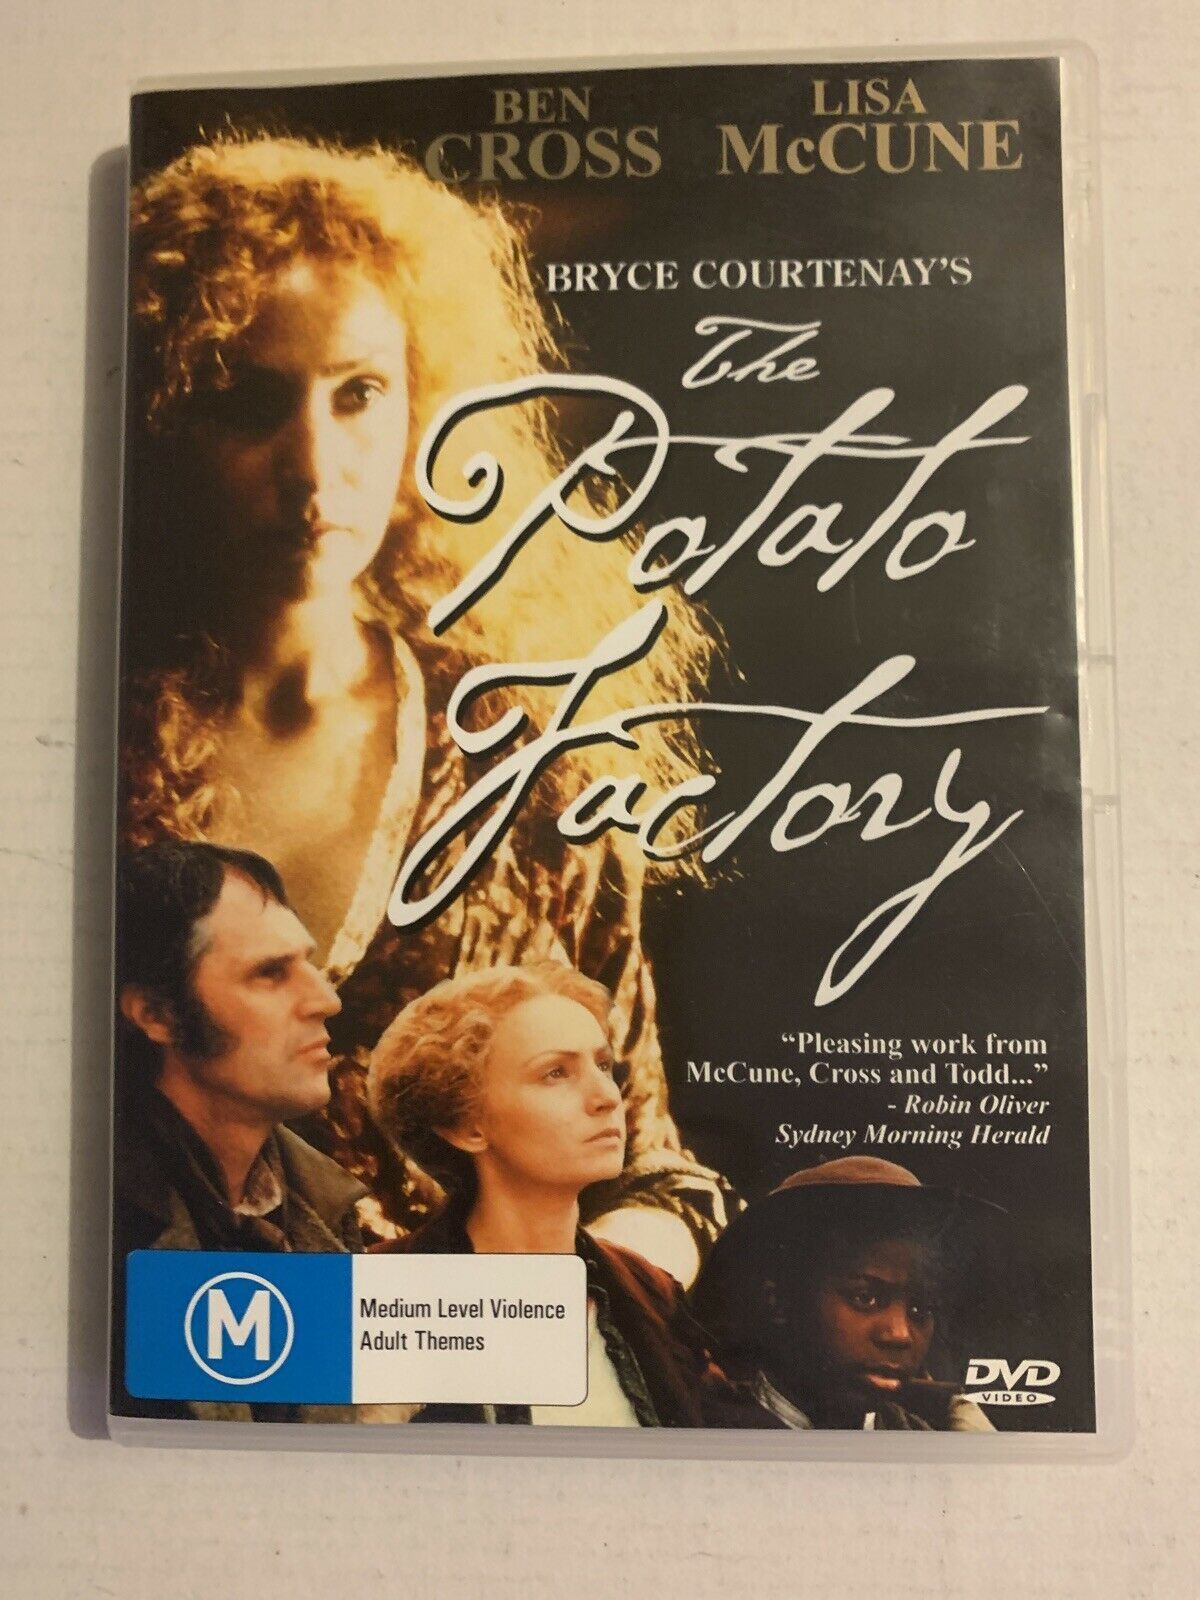 BEN LISA
CROSS McCUNE
BRYCE COURTENAY'S
The
Potato
Factory
"Pleasing work from
McCune, Cross and Todd..."
- Robin Oliver
Sydney Morning Herald
M
Medium Level Violence
Adult Themes
DVD
VIDEO